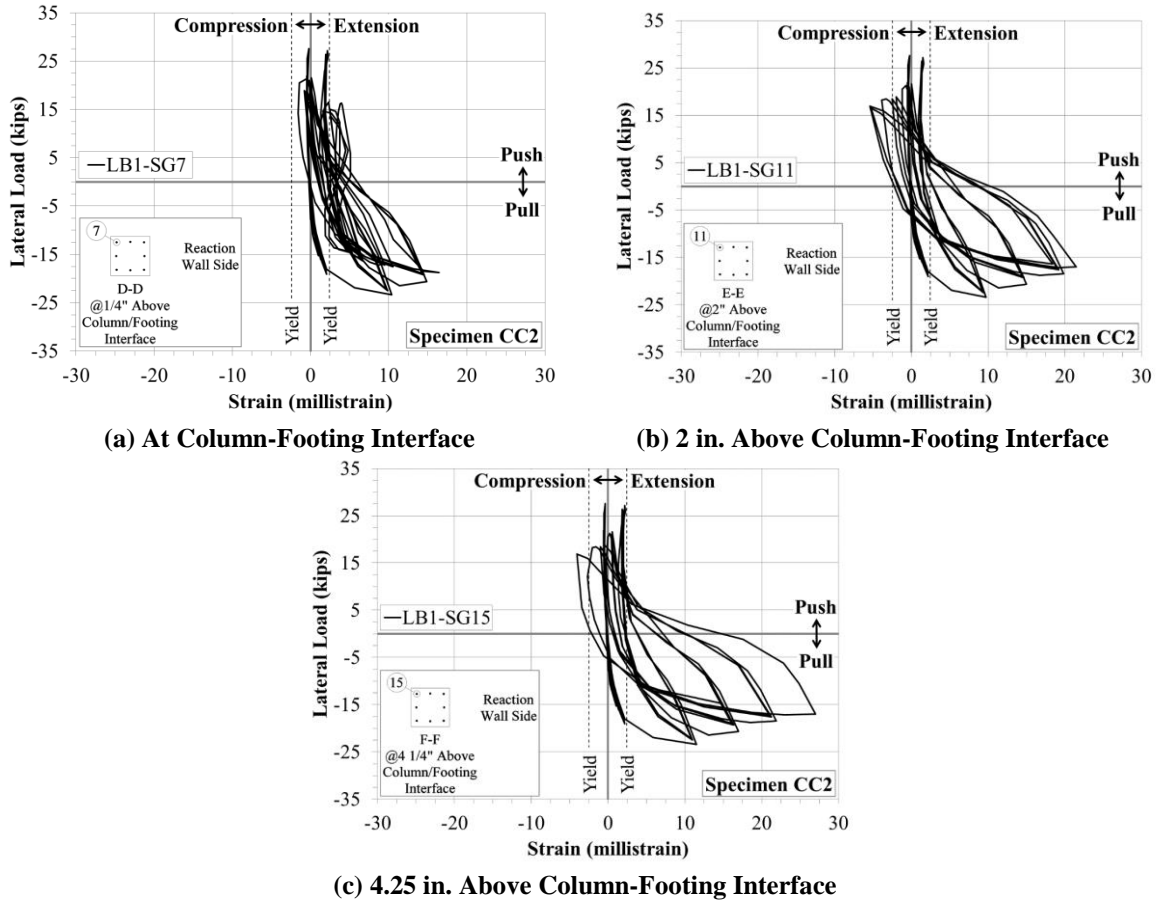 Compression
Extension
Lateral Load (kips)
35
25
15
5
-5
-15
-25
-35
LB1-SG7
Push
Pull
7
Reaction
Wall Side
D-D
@1/4" Above
Column/Footing
Interface
Yield
Yield
Specimen CC2
-30 -20 -10 0 10 20 30
Strain (millistrain)
(a) At Column-Footing Interface
Compression
Extension
Lateral Load (kips)
35
25
15
5
-5
-15
-25
-35
LB1-SG11
Push
Pull
11
Reaction
Wall Side
E-E
@2" Above
Column/Footing
Interface
Yield
Yield
Specimen CC2
-30 -20 -10 0 10 20 30
Strain (millistrain)
(b) 2 in. Above Column-Footing Interface
Compression
Extension
Lateral Load (kips)
35
25
15
5
-5
-15
-25
-35
LB1-SG15
Push
Pull
15
Reaction
Wall Side
F-F
@4 1/4" Above
Column/Footing
Interface
Yield
Yield
Specimen CC2
-30 -20 -10 0 10 20 30
Strain (millistrain)
(c) 4.25 in. Above Column-Footing Interface